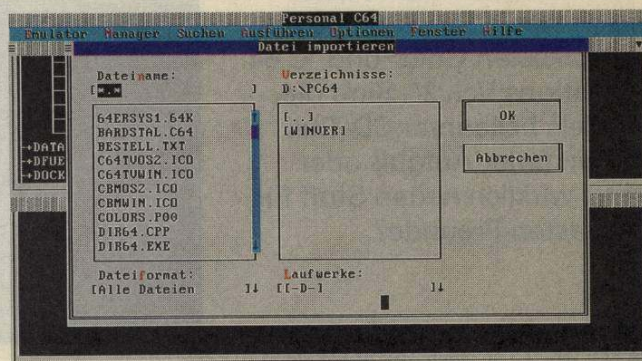 Personal C64
Emulator Manager Suchen Ausführen Optionen Fenster Hilfe
Datei importieren
Dateiname:
[*.*]
Verzeichnisse:
D:\PC64
64ERSYS1.64K
BARDSTAL.C64
BESTELL.TXT
C64TVOS2.ICO
C64TVWIN.ICO
CBMOS2.ICO
CBMWIN.ICO
COLORS.P00
DIR64.CPP
DIR64.EXE
[..]
[WINVER]
OK
Abbrechen
→DATA
→DFUE
→DOCK
Dateiformat:
[Alle Dateien ]↓
Laufwerke:
[[-D-] ]↓